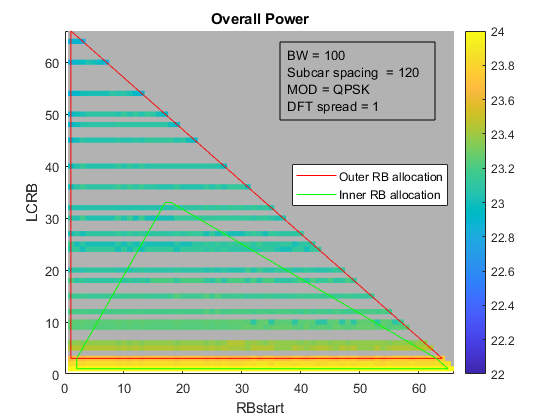 Overall Power
BW = 100
Subcar spacing  = 120
MOD = QPSK
DFT spread = 1
Outer RB allocation
Inner RB allocation
LCRB
60
50
40
30
20
10
0
0
10
20
30
40
50
60
RBstart
24
23.8
23.6
23.4
23.2
23
22.8
22.6
22.4
22.2
22